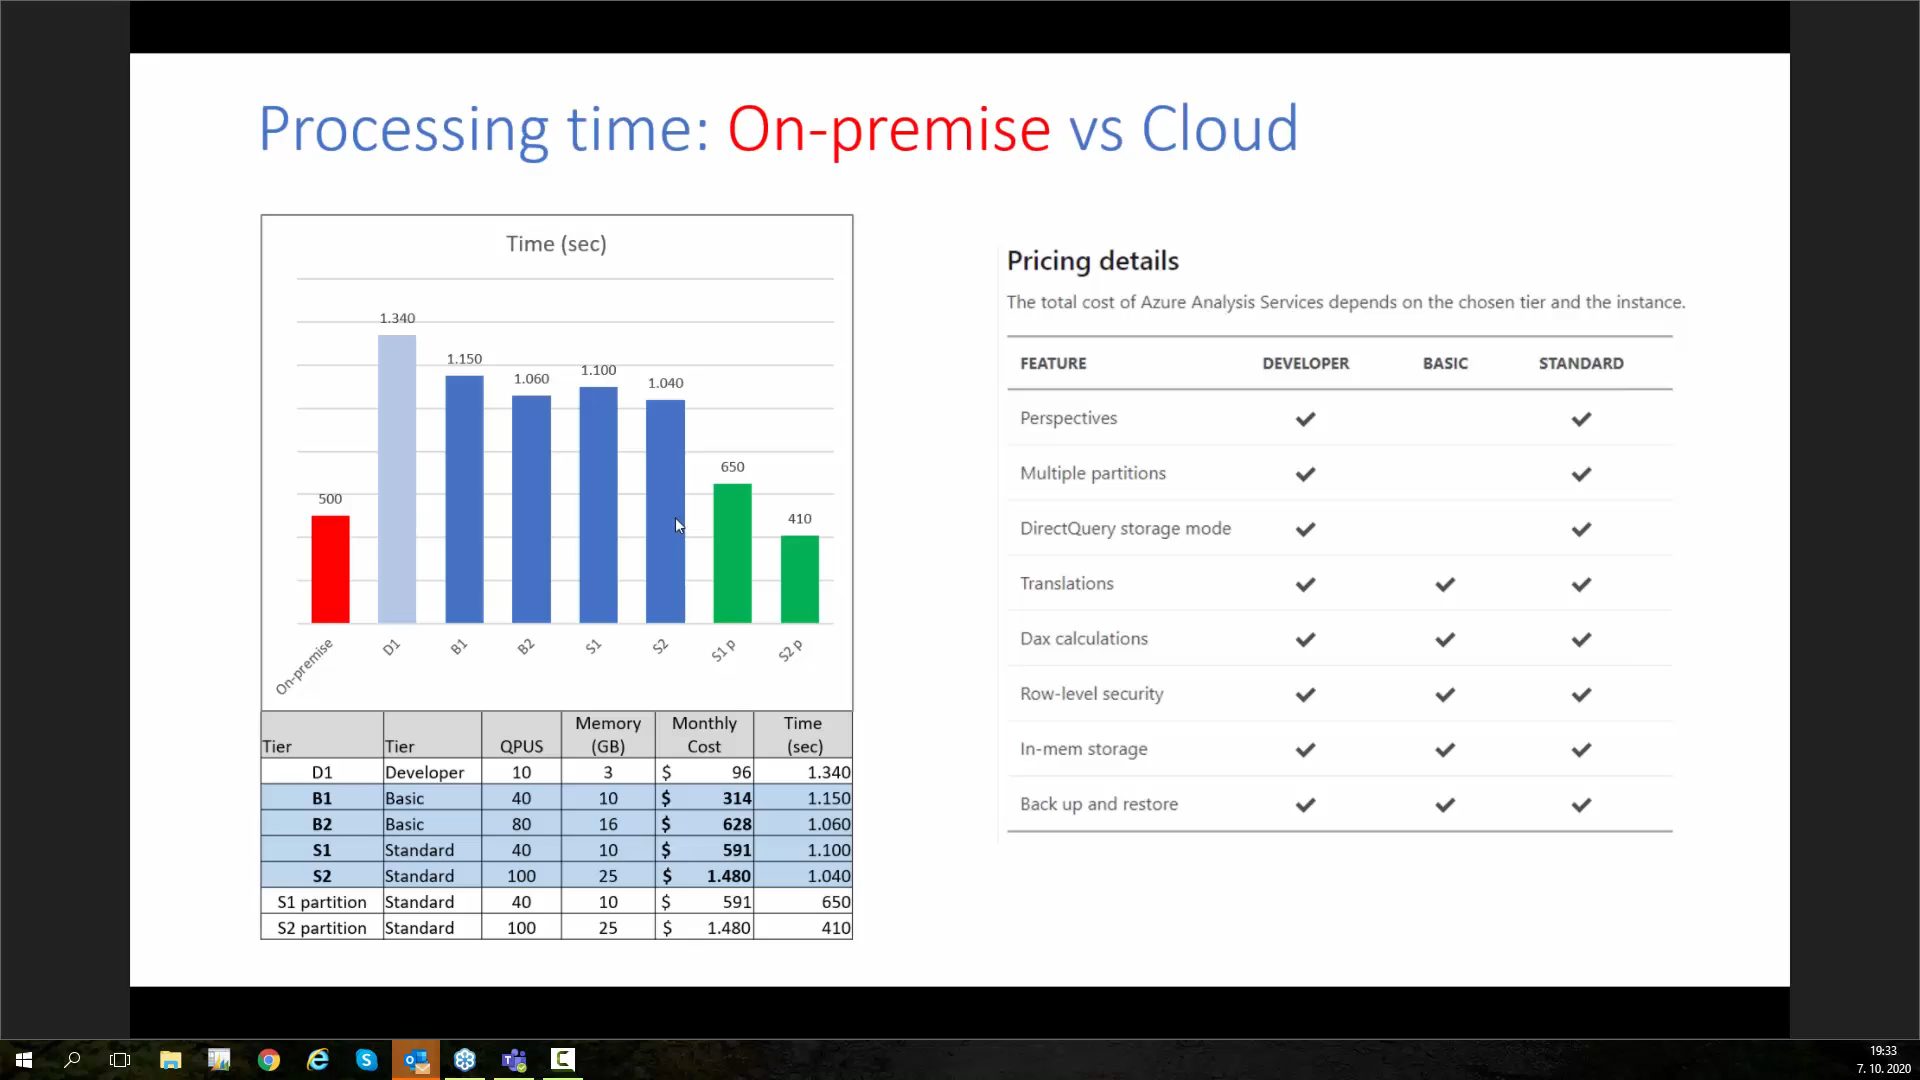 Processing time: On-premise vs Cloud
Time (sec)
1.340
1.150
1.060
1.100
1.040
650
500
410
On-premise
D1
B1
B2
S1
S2
S1 p
S2 p
Tier Tier QPUS Memory (GB) Monthly Cost Time (sec)
D1 Developer 10 3 $ 96 1.340
B1 Basic 40 10 $ 314 1.150
B2 Basic 80 16 $ 628 1.060
S1 Standard 40 10 $ 591 1.100
S2 Standard 100 25 $ 1.480 1.040
S1 partition Standard 40 10 $ 591 650
S2 partition Standard 100 25 $ 1.480 410
Pricing details
The total cost of Azure Analysis Services depends on the chosen tier and the instance.
FEATURE DEVELOPER BASIC STANDARD
Perspectives
Multiple partitions
DirectQuery storage mode
Translations
Dax calculations
Row-level security
In-mem storage
Back up and restore
19:33
7. 10. 2020